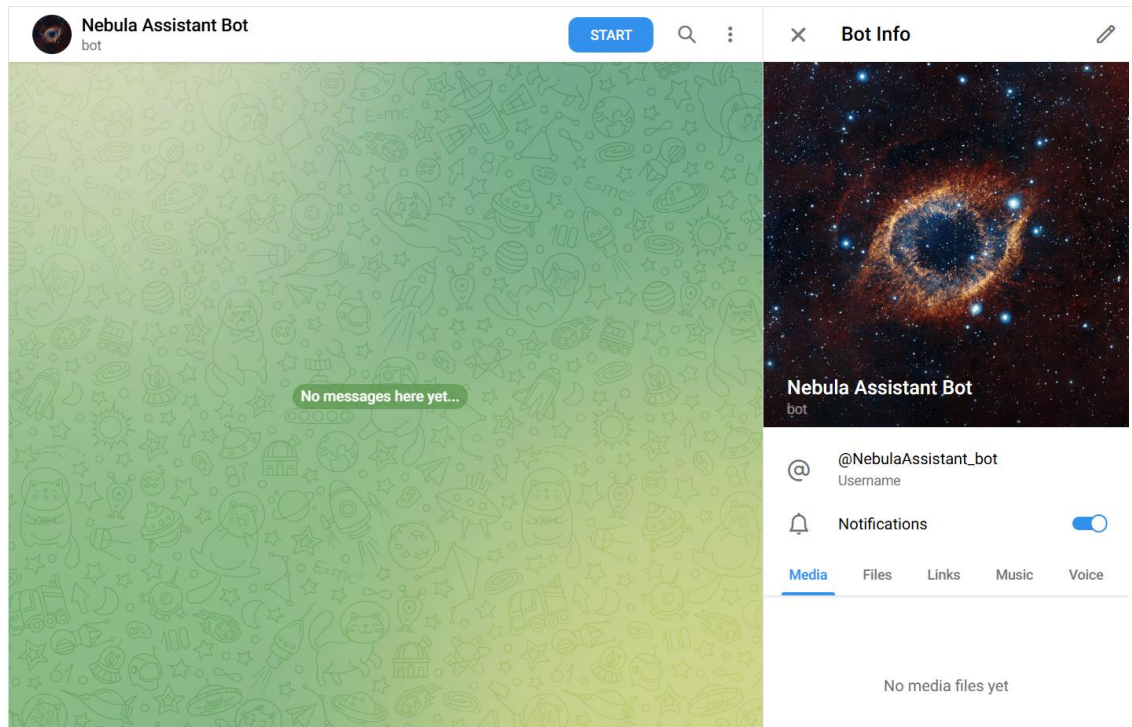 Nebula Assistant Bot
bot
START
No messages here yet...
Bot Info
Nebula Assistant Bot
bot
@NebulaAssistant_bot
Username
Notifications
Media Files Links Music Voice
No media files yet